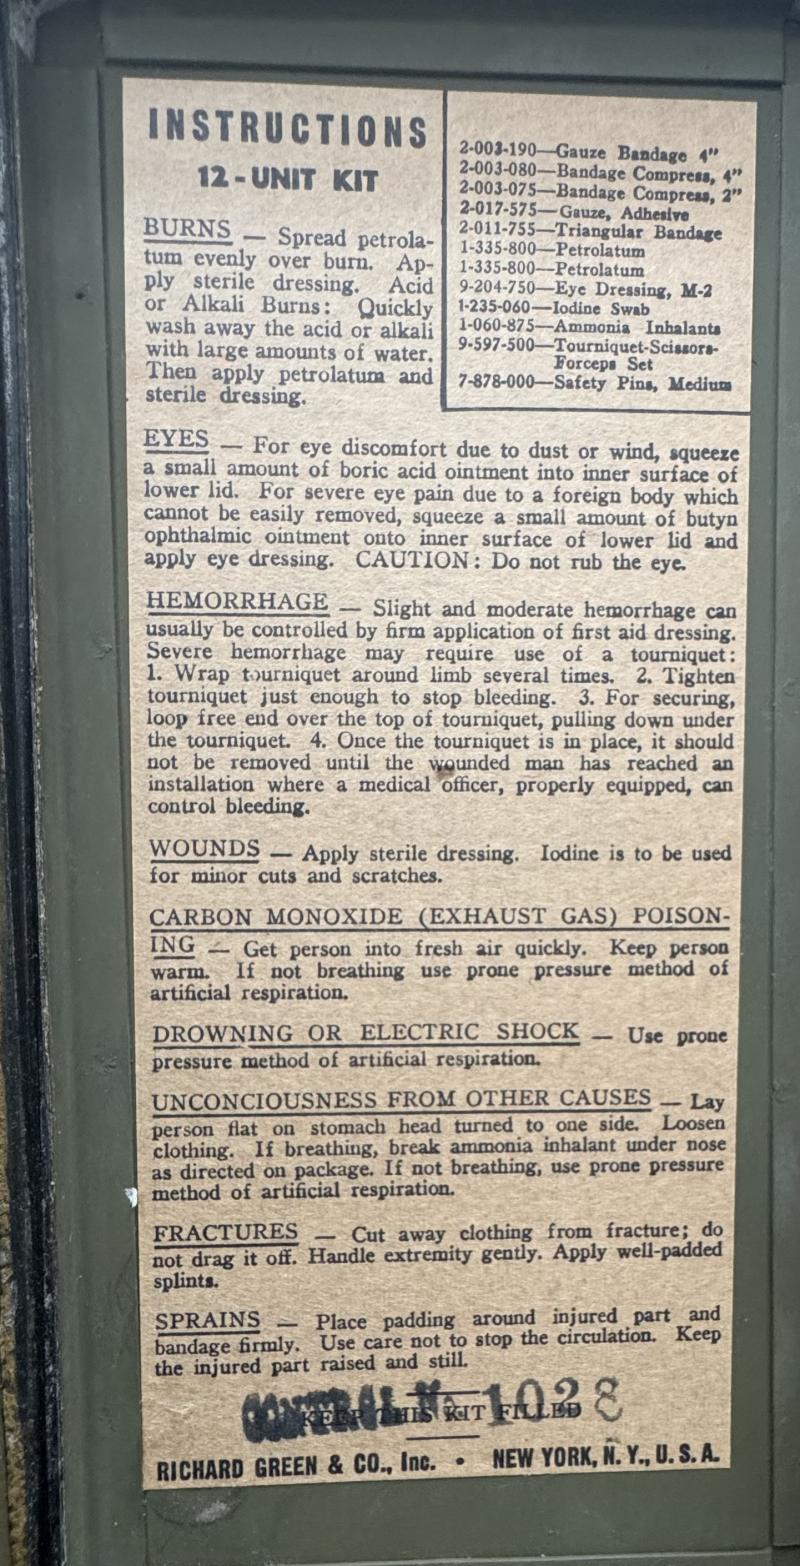 INSTRUCTIONS
12-UNIT KIT
BURNS — Spread petrola-
tum evenly over burn. Ap-
ply sterile dressing. Acid
or Alkali Burns: Quickly
wash away the acid or alkali
with large amounts of water.
Then apply petrolatum and
sterile dressing.
2-003-190—Gauze Bandage 4"
2-003-080—Bandage Compress, 4"
2-003-075—Bandage Compress, 2"
2-017-575—Gauze, Adhesive
2-011-755—Triangular Bandage
1-335-800—Petrolatum
1-335-800—Petrolatum
9-204-750—Eye Dressing, M-2
1-235-060—Iodine Swab
1-060-875—Ammonia Inhalants
9-597-500—Tourniquet-Scissors-
Forceps Set
7-878-000—Safety Pins, Medium
EYES — For eye discomfort due to dust or wind, squeeze
a small amount of boric acid ointment into inner surface of
lower lid. For severe eye pain due to a foreign body which
cannot be easily removed, squeeze a small amount of butyn
ophthalmic ointment onto inner surface of lower lid and
apply eye dressing. CAUTION: Do not rub the eye.
HEMORRHAGE — Slight and moderate hemorrhage can
usually be controlled by firm application of first aid dressing.
Severe hemorrhage may require use of a tourniquet:
1. Wrap tourniquet around limb several times. 2. Tighten
tourniquet just enough to stop bleeding. 3. For securing,
loop free end over the top of tourniquet, pulling down under
the tourniquet. 4. Once the tourniquet is in place, it should
not be removed until the wounded man has reached an
installation where a medical officer, properly equipped, can
control bleeding.
WOUNDS — Apply sterile dressing. Iodine is to be used
for minor cuts and scratches.
CARBON MONOXIDE (EXHAUST GAS) POISON-
ING — Get person into fresh air quickly. Keep person
warm. If not breathing use prone pressure method of
artificial respiration.
DROWNING OR ELECTRIC SHOCK — Use prone
pressure method of artificial respiration.
UNCONCIOUSNESS FROM OTHER CAUSES — Lay
person flat on stomach head turned to one side. Loosen
clothing. If breathing, break ammonia inhalant under nose
as directed on package. If not breathing, use prone pressure
method of artificial respiration.
FRACTURES — Cut away clothing from fracture; do
not drag it off. Handle extremity gently. Apply well-padded
splints.
SPRAINS — Place padding around injured part and
bandage firmly. Use care not to stop the circulation. Keep
the injured part raised and still.
CONTROL No 1028
KEEP THIS KIT FILLED
RICHARD GREEN & CO., Inc. • NEW YORK, N. Y., U. S. A.